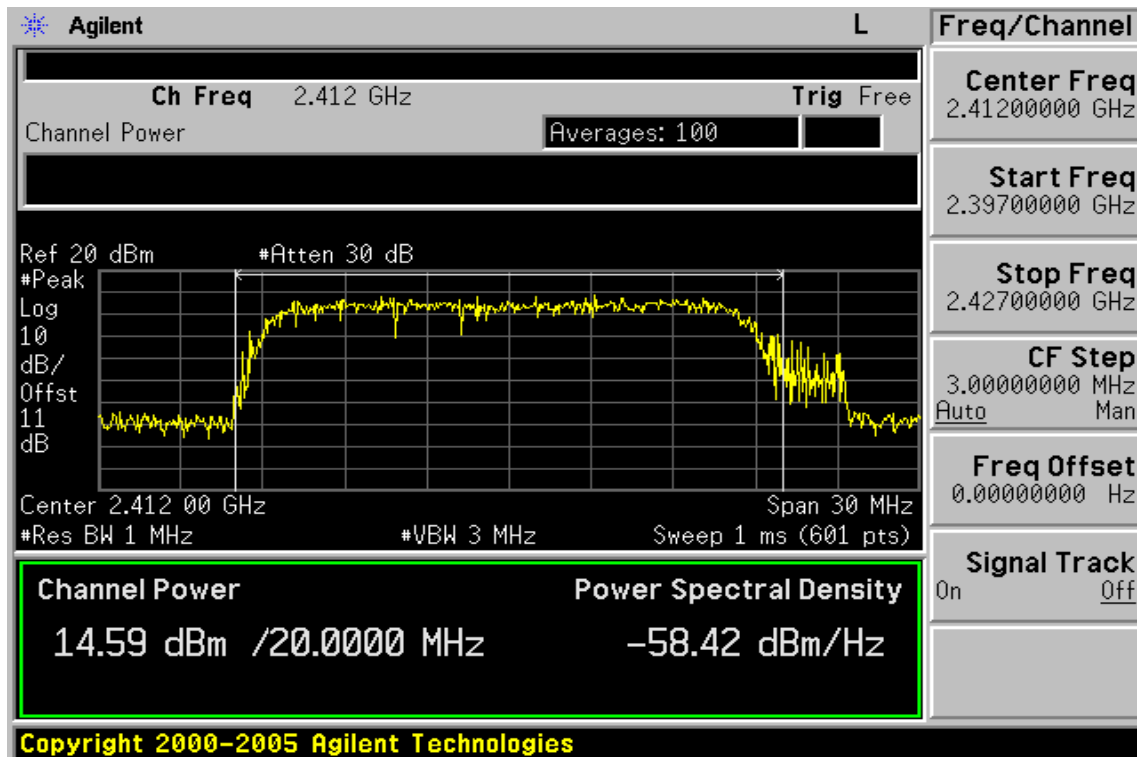 Agilent L Freq/Channel
Ch Freq 2.412 GHz Trig Free
Channel Power Averages: 100
Ref 20 dBm #Atten 30 dB
#Peak
Log
10
dB/
Offst
11
dB
Center 2.412 00 GHz Span 30 MHz
#Res BW 1 MHz #VBW 3 MHz Sweep 1 ms (601 pts)
Channel Power Power Spectral Density
14.59 dBm /20.0000 MHz -58.42 dBm/Hz
Center Freq
2.41200000 GHz
Start Freq
2.39700000 GHz
Stop Freq
2.42700000 GHz
CF Step
3.00000000 MHz
Auto Man
Freq Offset
0.00000000 Hz
Signal Track
On Off
Copyright 2000-2005 Agilent Technologies